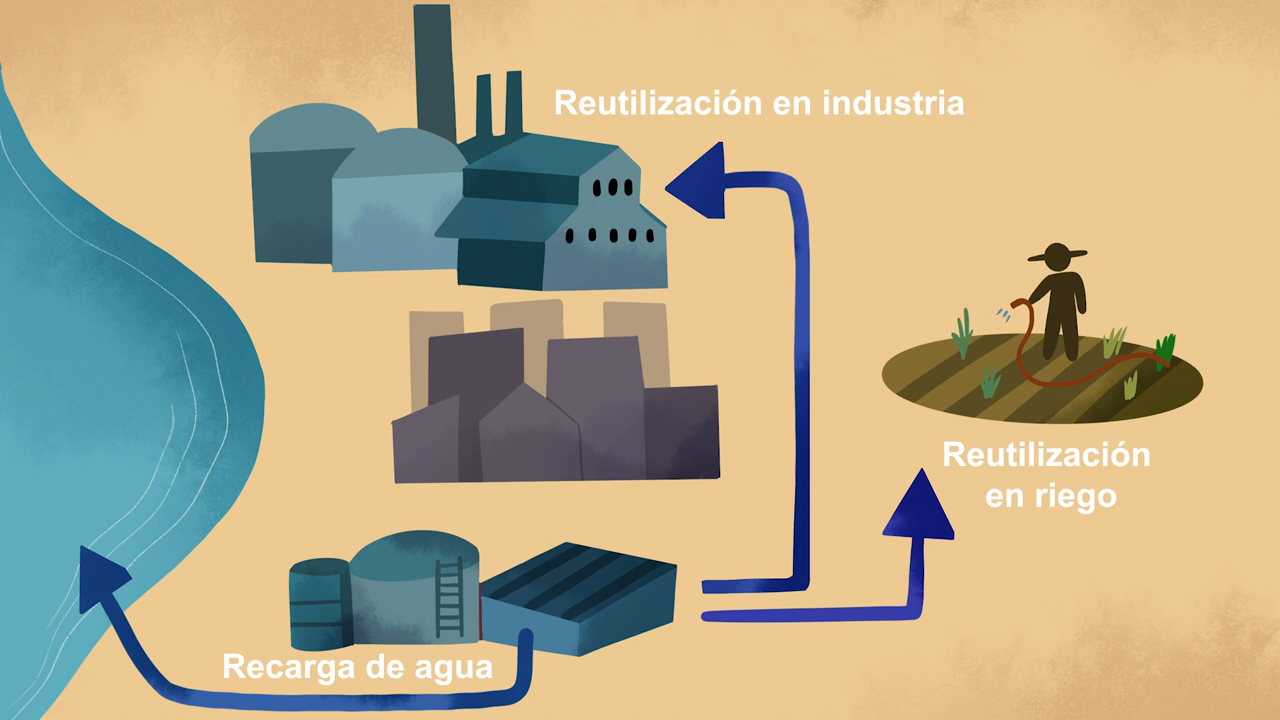 Reutilización en industria
Reutilización
en riego
Recarga de agua